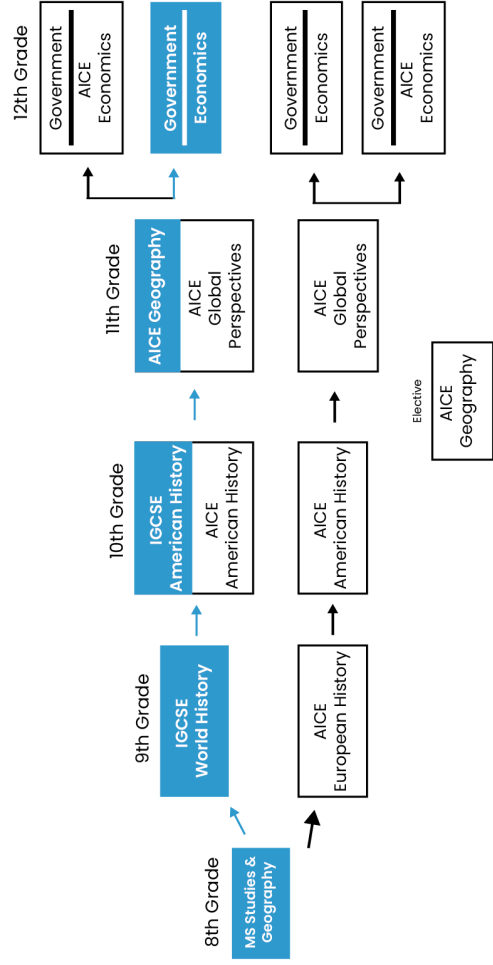 8th Grade
MS Studies &
Geography
9th Grade
IGCSE
World History
AICE
European History
10th Grade
IGCSE
American History
AICE
American History
AICE
American History
11th Grade
AICE Geography
AICE
Global
Perspectives
AICE
Global
Perspectives
Elective
AICE
Geography
12th Grade
Government
AICE
Economics
Government
Economics
Government
Economics
Government
AICE
Economics